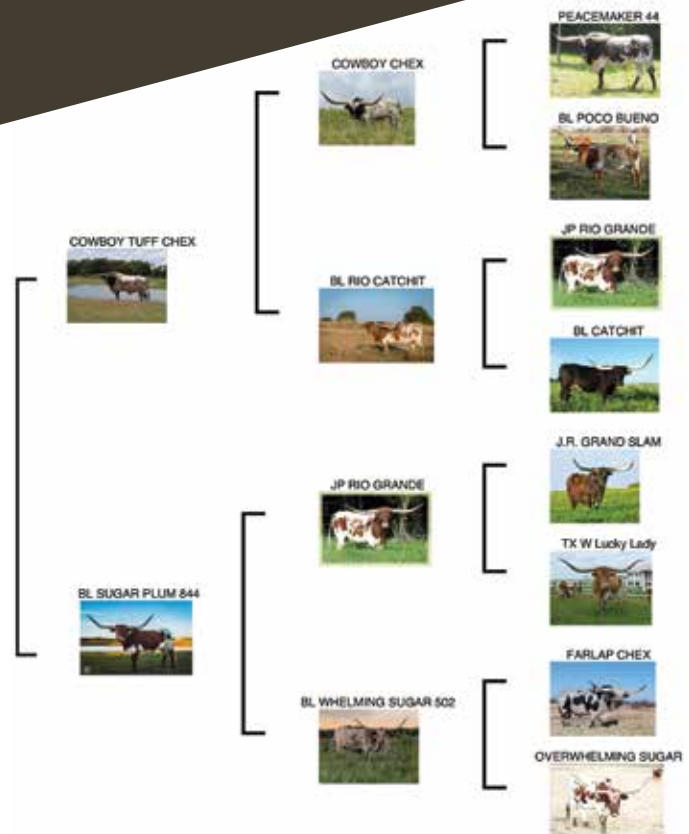 PEACEMAKER 44
COWBOY CHEX
BL POCO BUENO
COWBOY TUFF CHEX
JP RIO GRANDE
BL RIO CATCHIT
BL CATCHIT
J.R. GRAND SLAM
JP RIO GRANDE
TX W Lucky Lady
BL SUGAR PLUM 844
FARLAP CHEX
BL WHELMING SUGAR 502
OVERWHELMING SUGAR